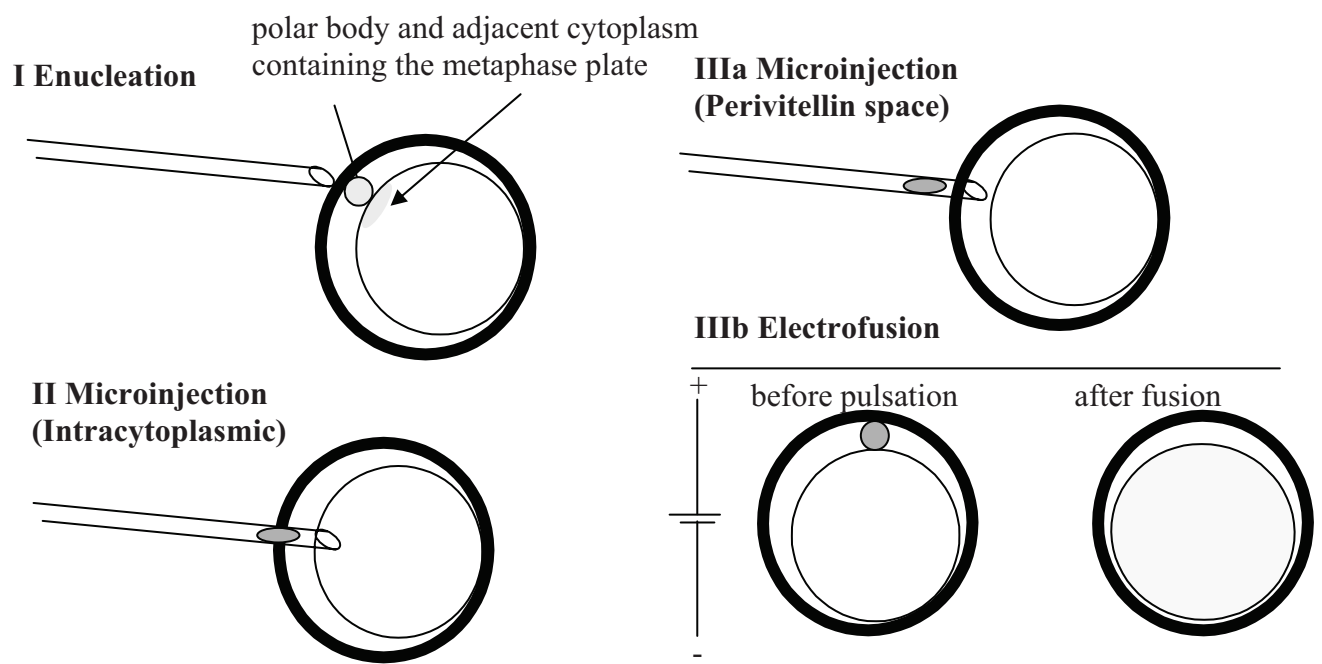 polar body and adjacent cytoplasm
containing the metaphase plate
I Enucleation
IIIa Microinjection
(Perivitellin space)
II Microinjection
(Intracytoplasmic)
IIIb Electrofusion
+
before pulsation
after fusion
-